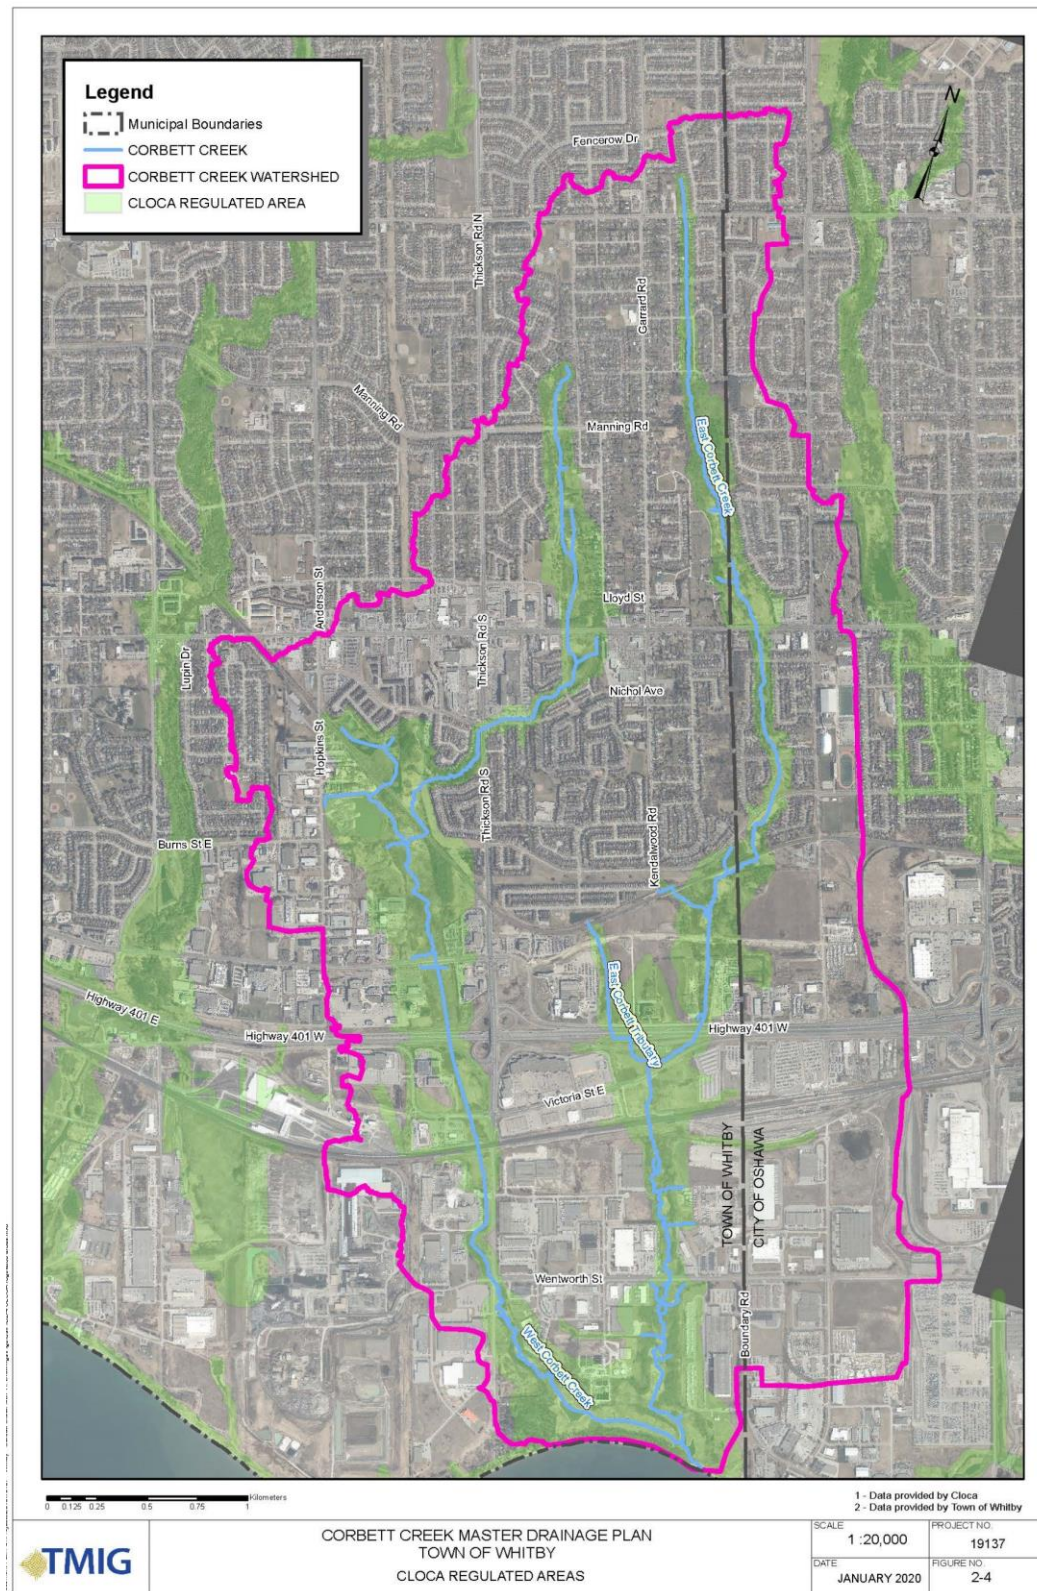 Legend
Municipal Boundaries
CORBETT CREEK
CORBETT CREEK WATERSHED
CLOCA REGULATED AREA
N
Fencerow Dr
Thickson Rd N
Garrard Rd
Manning Rd
Manning Rd
East Corbett Creek
Anderson St
Lloyd St
Lupin Dr
Thickson Rd S
Nichol Ave
Hopkins St
Thickson Rd S
Kendalwood Rd
Burns St E
East Corbett Tributary
Highway 401 E
Highway 401 W
Highway 401 W
Victoria St E
TOWN OF WHITBY
CITY OF OSHAWA
Wentworth St
Boundary Rd
West Corbett Creek
Kilometers
0 0.125 0.25 0.5 0.75 1
1 - Data provided by Cloca
2 - Data provided by Town of Whitby
TMIG
CORBETT CREEK MASTER DRAINAGE PLAN
TOWN OF WHITBY
CLOCA REGULATED AREAS
SCALE
1 :20,000
PROJECT NO.
19137
DATE
JANUARY 2020
FIGURE NO.
2-4